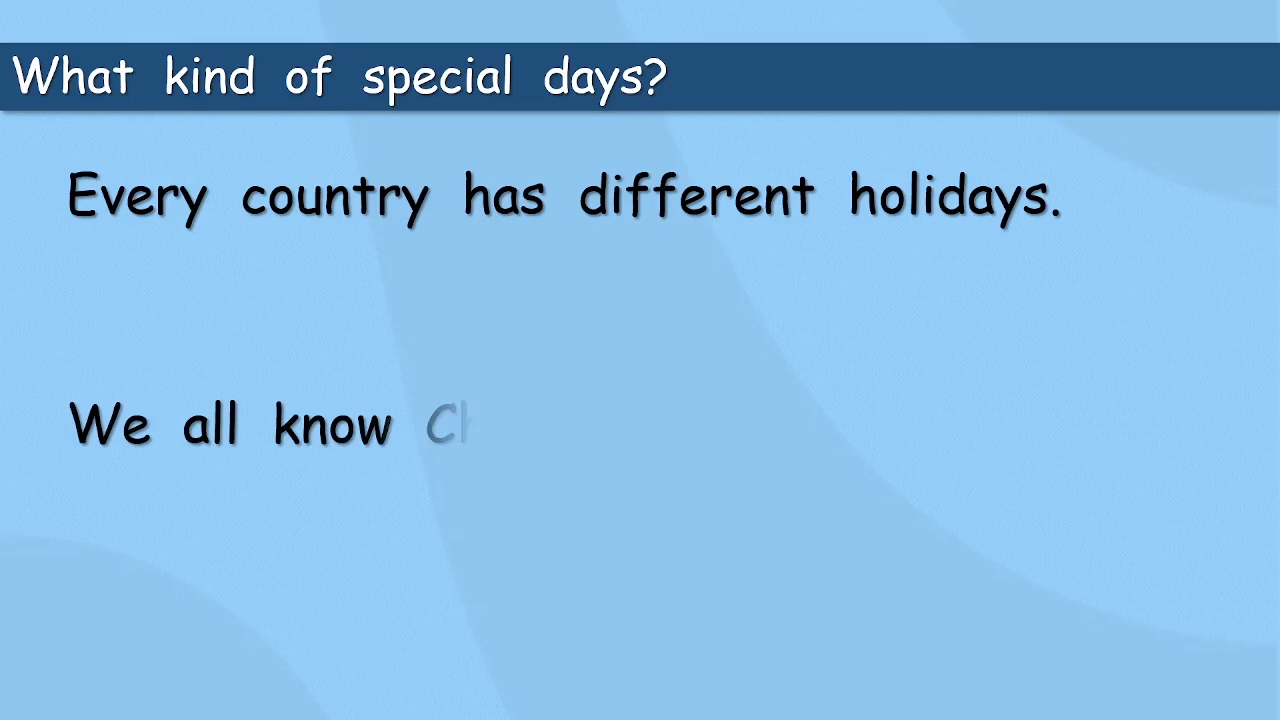 What kind of special days?
Every country has different holidays.
We all know